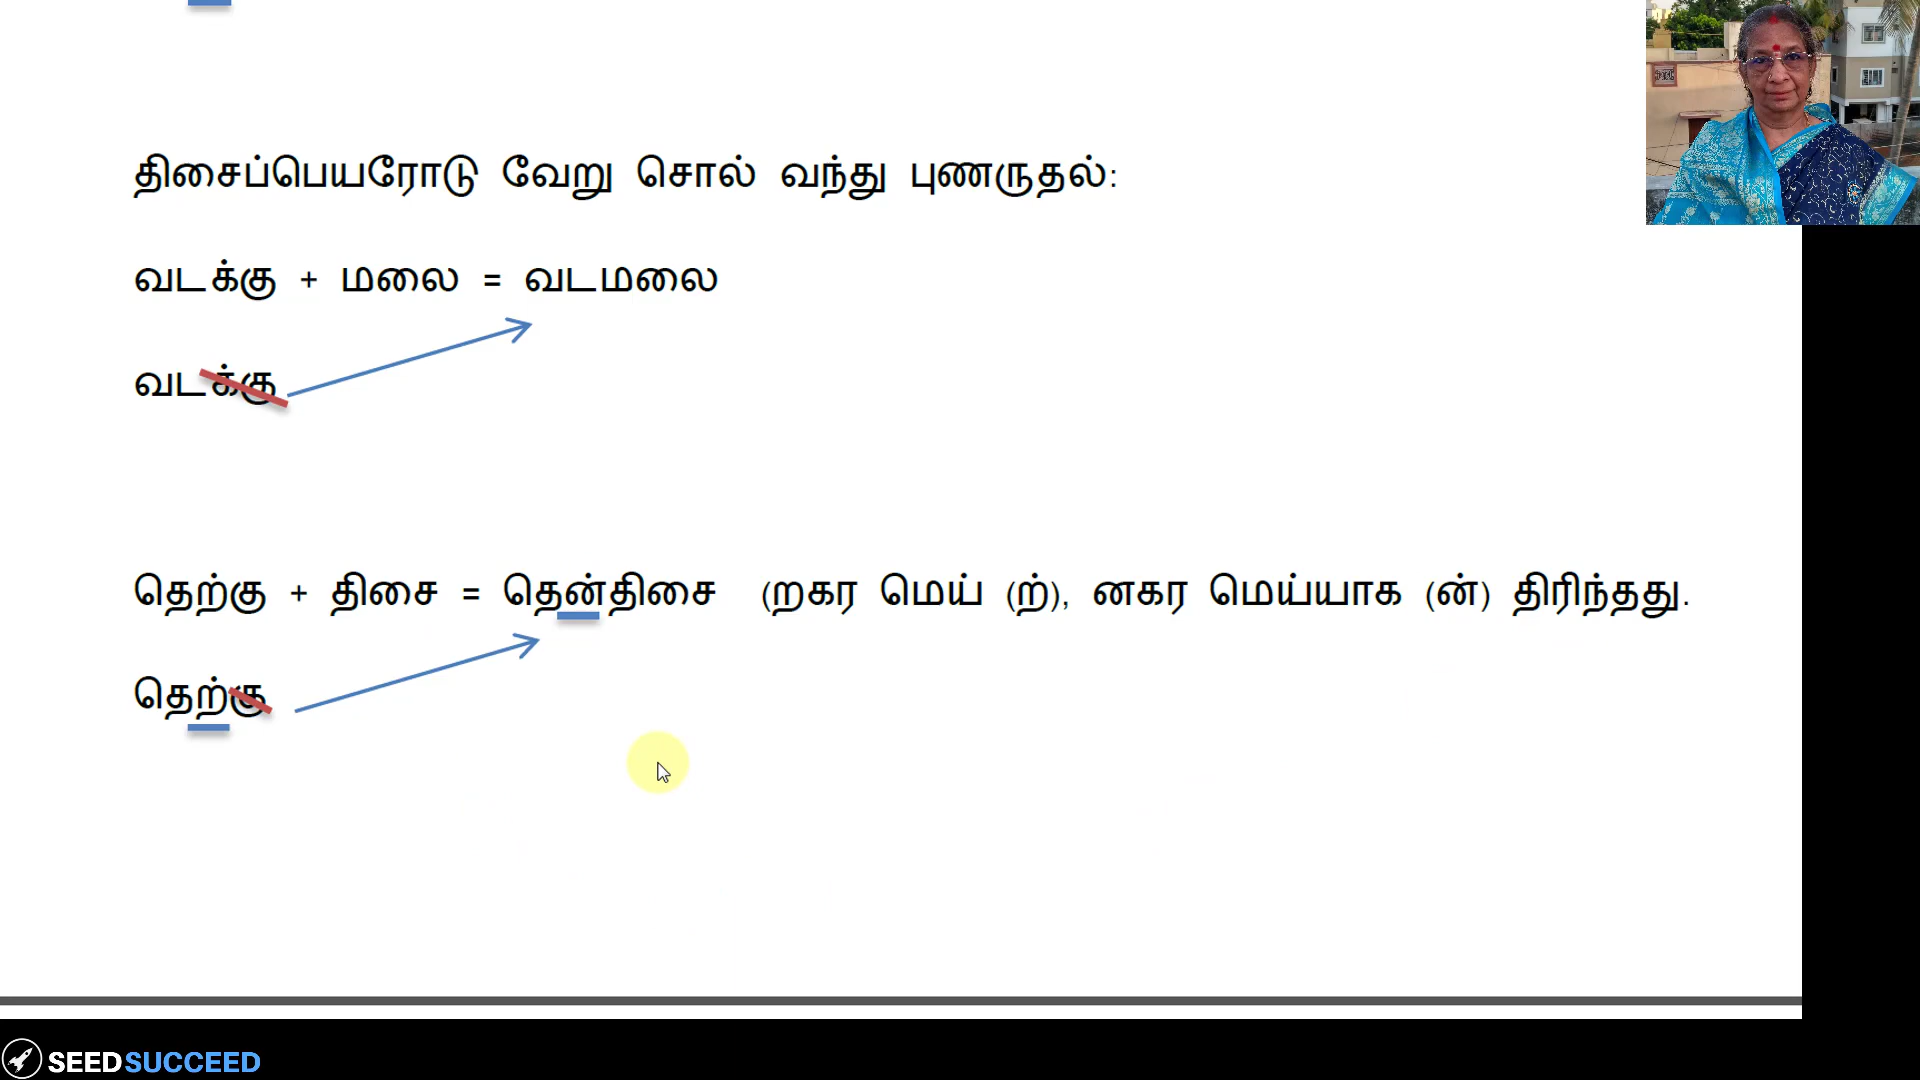 திசைப்பெயரோடு வேறு சொல் வந்து புணருதல்:
வடக்கு + மலை = வடமலை
வடக்கு
தெற்கு + திசை = தென்திசை (றகர மெய் (ற்), னகர மெய்யாக (ன்) திரிந்தது.
தெற்கு
SEEDSUCCEED